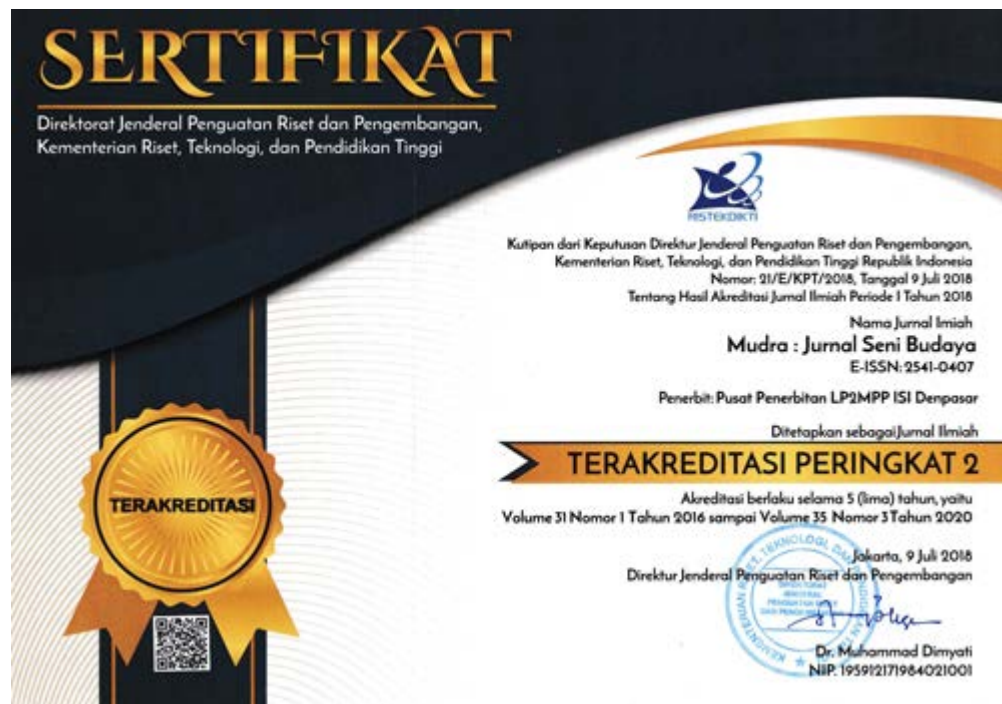 SERTIFIKAT
Direktorat Jenderal Penguatan Riset dan Pengembangan,
Kementerian Riset, Teknologi, dan Pendidikan Tinggi
RISTEKDIKTI
Kutipan dari Keputusan Direktur Jenderal Penguatan Riset dan Pengembangan,
Kementerian Riset, Teknologi, dan Pendidikan Tinggi Republik Indonesia
Nomor: 21/E/KPT/2018, Tanggal 9 Juli 2018
Tentang Hasil Akreditasi Jurnal Ilmiah Periode I Tahun 2018
Nama Jurnal Imiah
Mudra : Jurnal Seni Budaya
E-ISSN: 2541-0407
Penerbit: Pusat Penerbitan LP2MPP ISI Denpasar
Ditetapkan sebagai Jurnal Ilmiah
TERAKREDITASI PERINGKAT 2
TERAKREDITASI
Akreditasi berlaku selama 5 (lima) tahun, yaitu
Volume 31 Nomor 1 Tahun 2016 sampai Volume 35 Nomor 3 Tahun 2020
Jakarta, 9 Juli 2018
Direktur Jenderal Penguatan Riset dan Pengembangan
Dr. Muhammad Dimyati
NIP. 195912171984021001